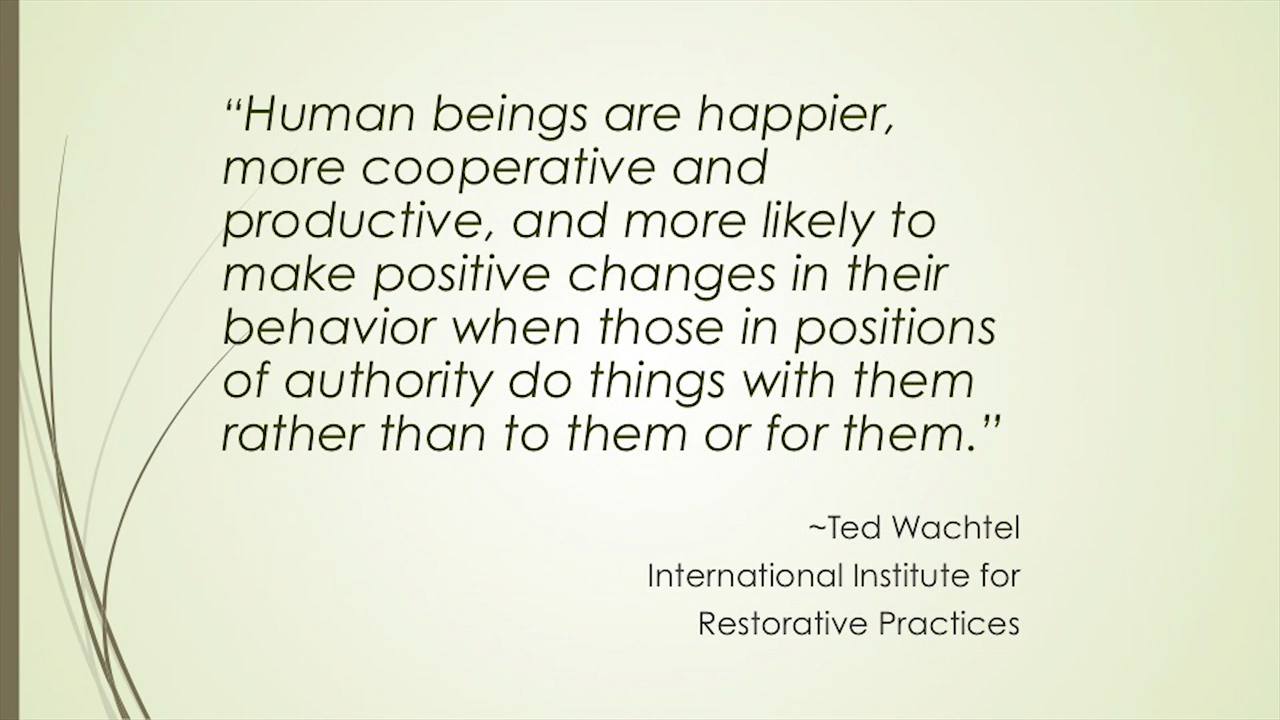 “Human beings are happier,
more cooperative and
productive, and more likely to
make positive changes in their
behavior when those in positions
of authority do things with them
rather than to them or for them.”
~Ted Wachtel
International Institute for
Restorative Practices